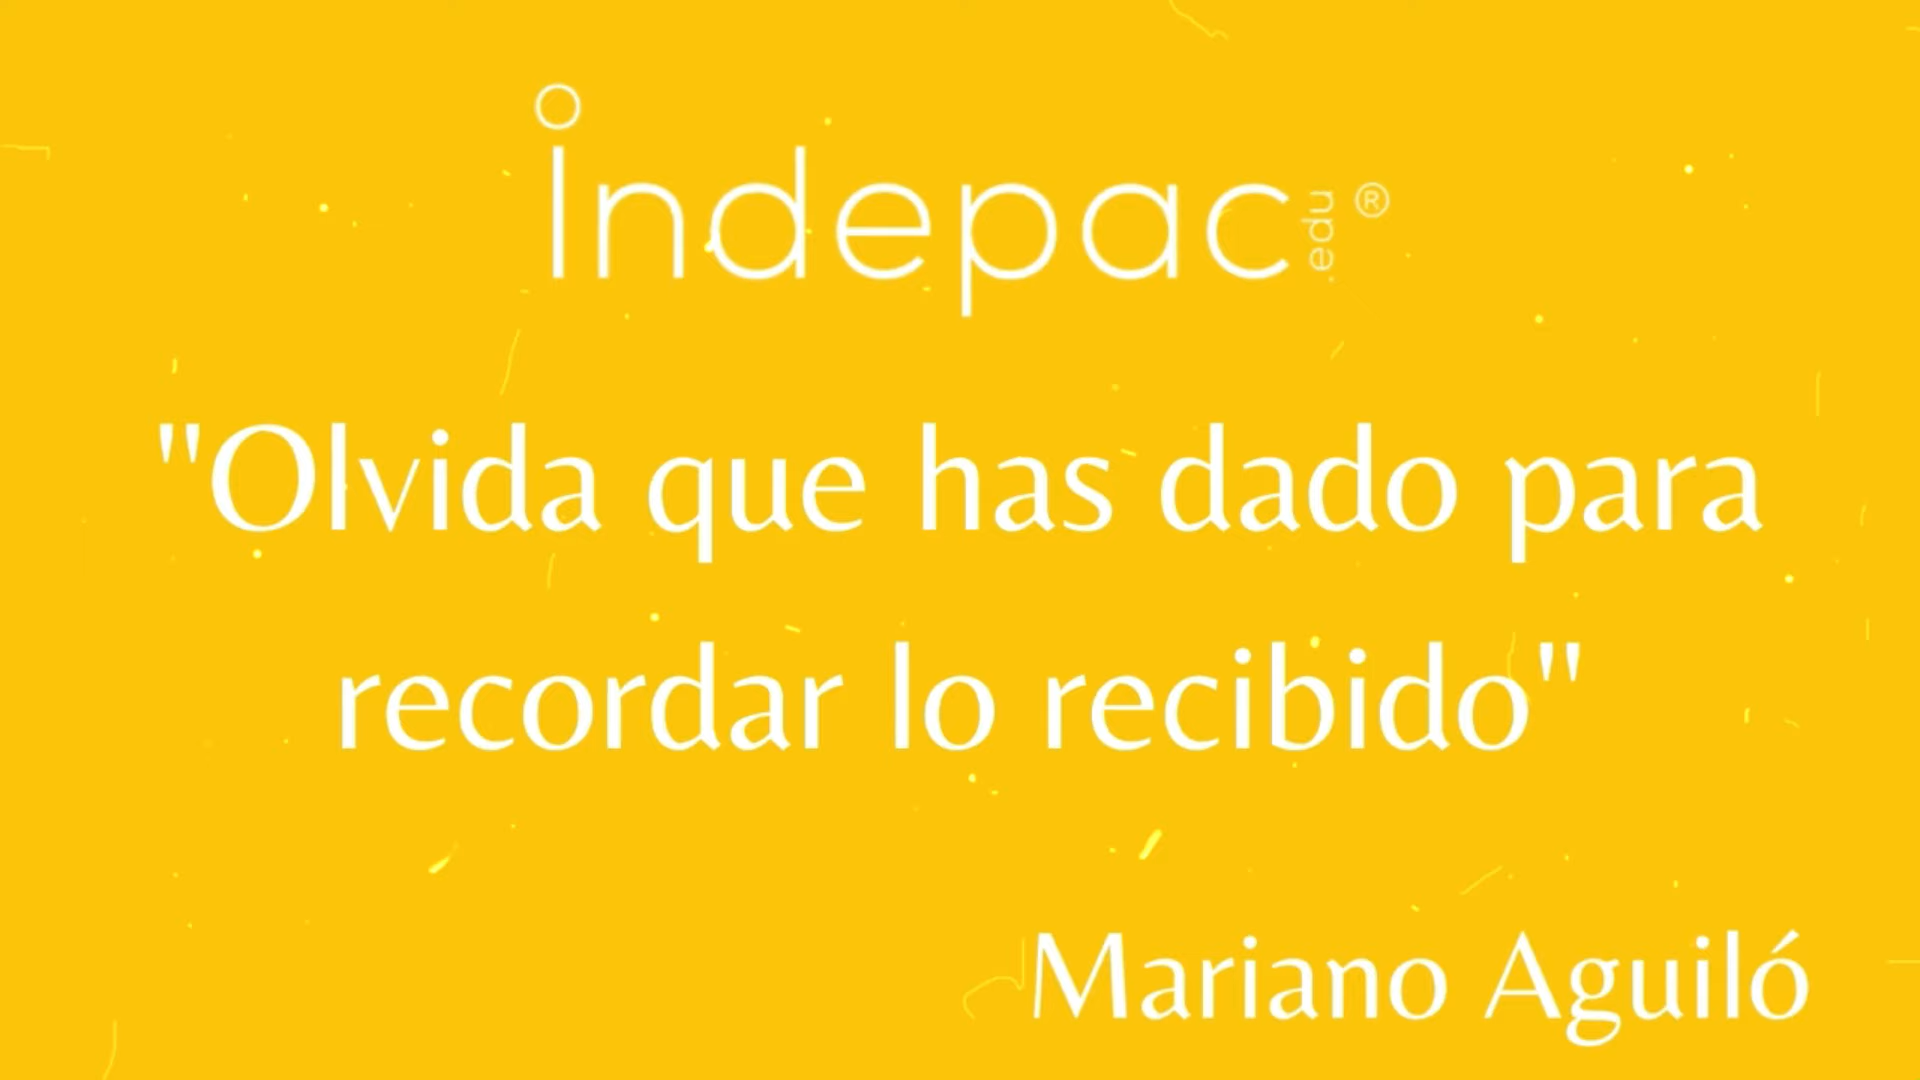 indepac .edu ®
"Olvida que has dado para
recordar lo recibido"
Mariano Aguiló